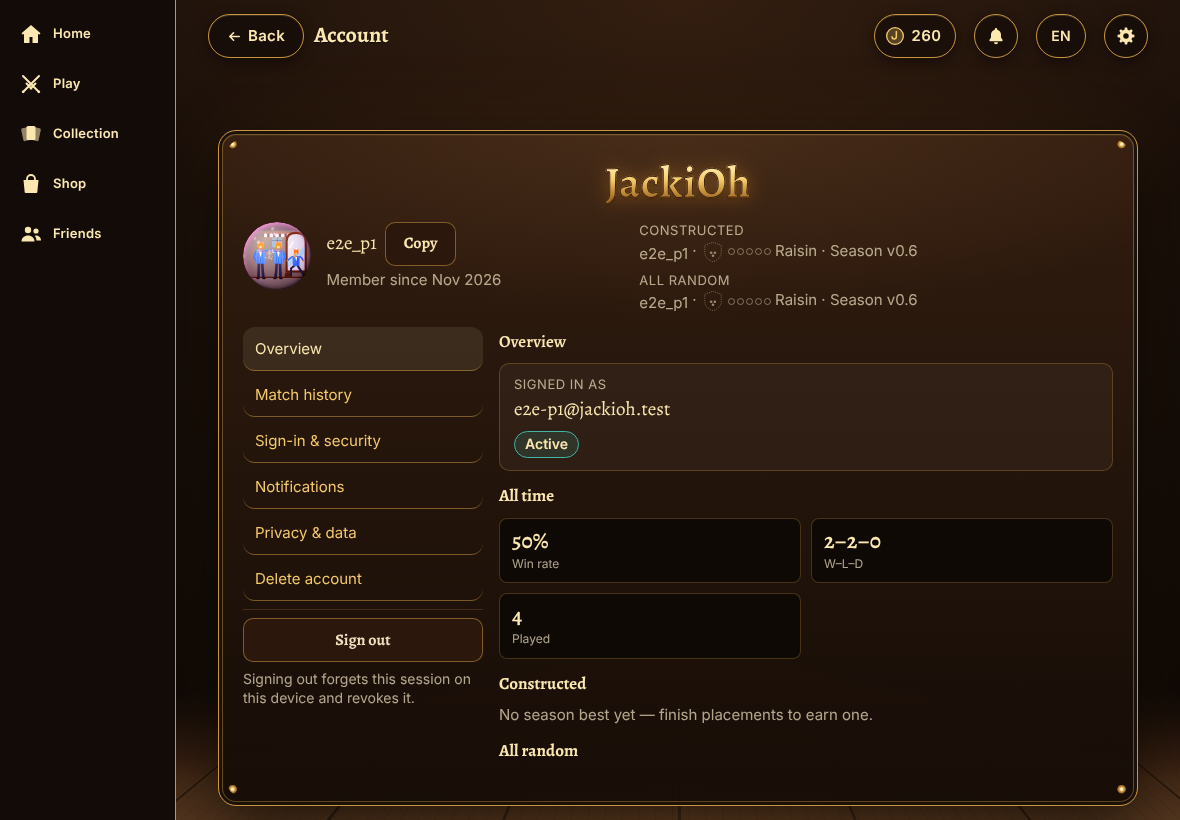 Home
Play
Collection
Shop
Friends
← Back
Account
J 260
EN
JackiOh
e2e_p1
Copy
Member since Nov 2026
CONSTRUCTED
e2e_p1 · Raisin · Season v0.6
ALL RANDOM
e2e_p1 · Raisin · Season v0.6
Overview
Match history
Sign-in & security
Notifications
Privacy & data
Delete account
Sign out
Signing out forgets this session on
this device and revokes it.
Overview
SIGNED IN AS
e2e-p1@jackioh.test
Active
All time
50%
Win rate
2–2–0
W–L–D
4
Played
Constructed
No season best yet — finish placements to earn one.
All random